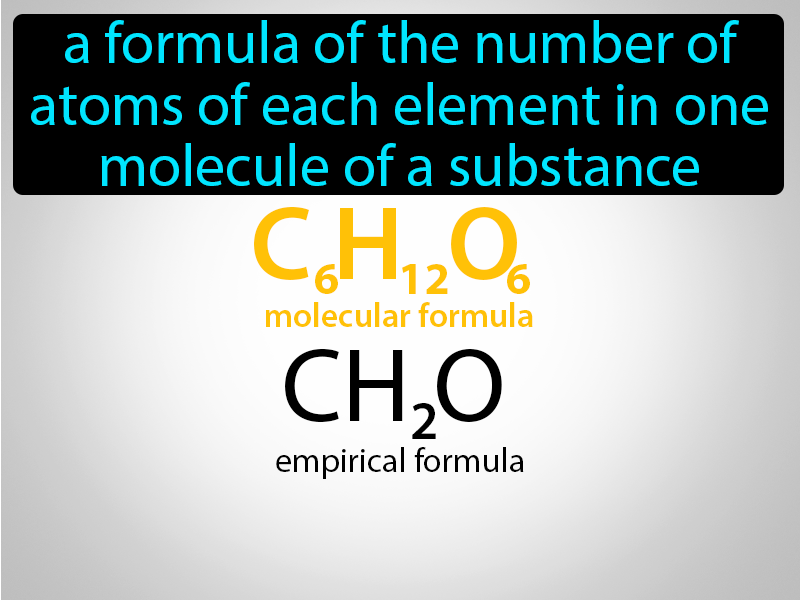 a formula of the number of
atoms of each element in one
molecule of a substance
C₆H₁₂O₆
molecular formula
CH₂O
empirical formula